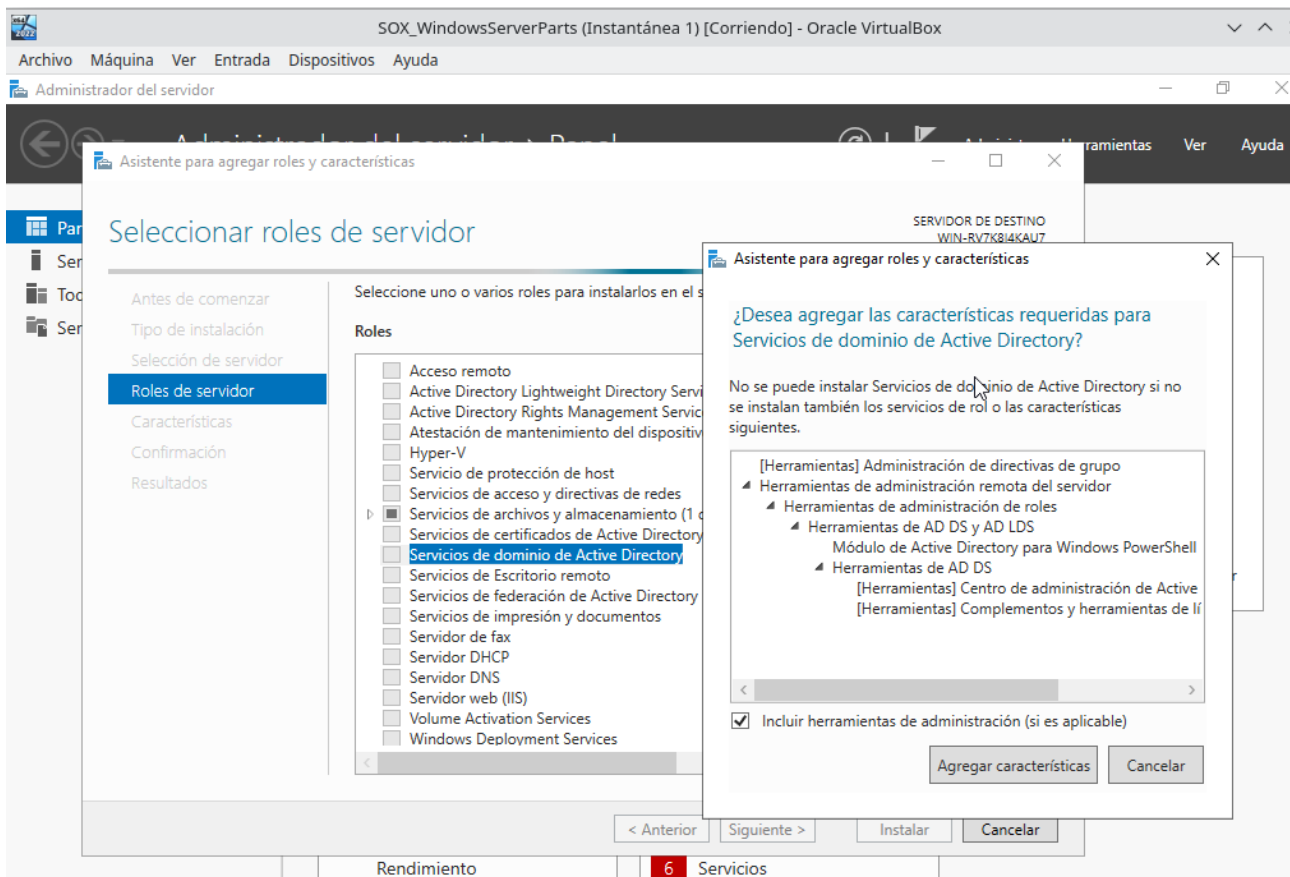 SOX_WindowsServerParts (Instantánea 1) [Corriendo] - Oracle VirtualBox
Archivo Máquina Ver Entrada Dispositivos Ayuda
Administrador del servidor
ramientas Ver Ayuda
Asistente para agregar roles y características
Seleccionar roles de servidor
SERVIDOR DE DESTINO
WIN-RV7K8I4KAU7
Par
Ser
Toc
Ser
Antes de comenzar
Tipo de instalación
Selección de servidor
Roles de servidor
Características
Confirmación
Resultados
Seleccione uno o varios roles para instalarlos en el s
Roles
Acceso remoto
Active Directory Lightweight Directory Servi
Active Directory Rights Management Servic
Atestación de mantenimiento del dispositiv
Hyper-V
Servicio de protección de host
Servicios de acceso y directivas de redes
Servicios de archivos y almacenamiento (1 d
Servicios de certificados de Active Directory
Servicios de dominio de Active Directory
Servicios de Escritorio remoto
Servicios de federación de Active Directory
Servicios de impresión y documentos
Servidor de fax
Servidor DHCP
Servidor DNS
Servidor web (IIS)
Volume Activation Services
Windows Deployment Services
< Anterior Siguiente > Instalar Cancelar
Asistente para agregar roles y características
¿Desea agregar las características requeridas para
Servicios de dominio de Active Directory?
No se puede instalar Servicios de dominio de Active Directory si no
se instalan también los servicios de rol o las características
siguientes.
[Herramientas] Administración de directivas de grupo
Herramientas de administración remota del servidor
Herramientas de administración de roles
Herramientas de AD DS y AD LDS
Módulo de Active Directory para Windows PowerShell
Herramientas de AD DS
[Herramientas] Centro de administración de Active
[Herramientas] Complementos y herramientas de lí
Incluir herramientas de administración (si es aplicable)
Agregar características Cancelar
Rendimiento
6 Servicios